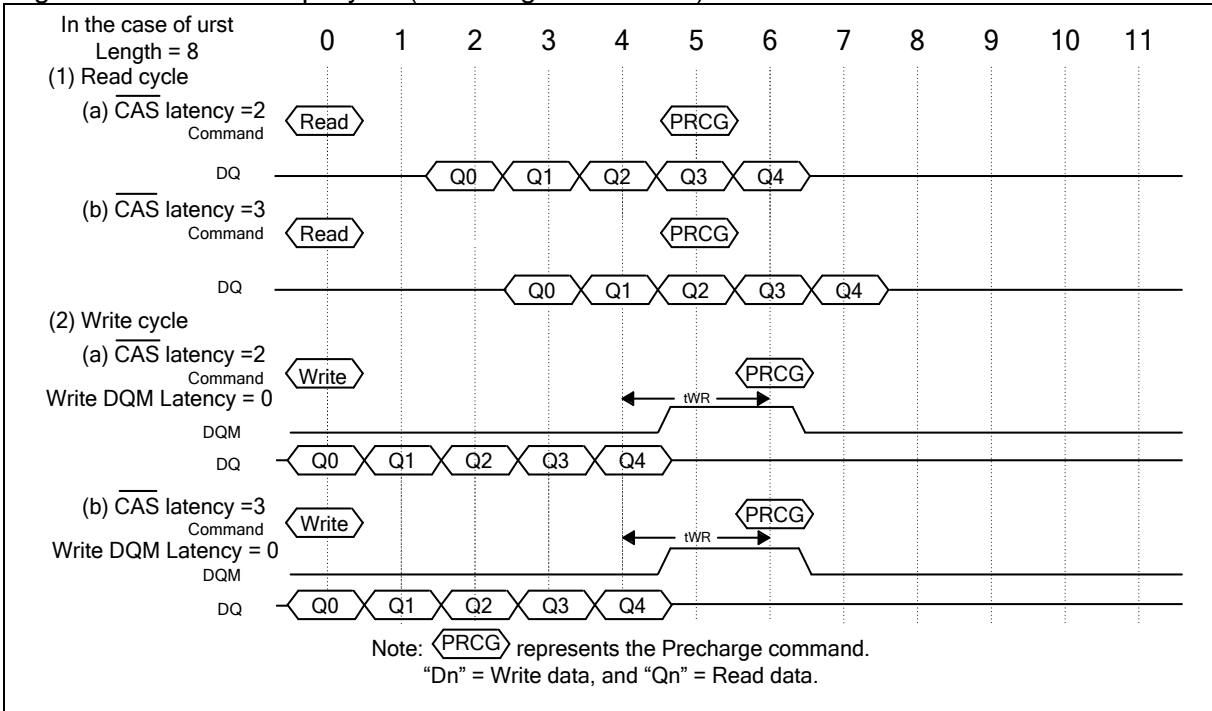 In the case of urst
Length = 8
0 1 2 3 4 5 6 7 8 9 10 11
(1) Read cycle
(a) CAS latency =2
Command
Read PRCG
DQ
Q0 Q1 Q2 Q3 Q4
(b) CAS latency =3
Command
Read PRCG
DQ
Q0 Q1 Q2 Q3 Q4
(2) Write cycle
(a) CAS latency =2
Command
Write PRCG
Write DQM Latency = 0
tWR
DQM
DQ
Q0 Q1 Q2 Q3 Q4
(b) CAS latency =3
Command
Write PRCG
Write DQM Latency = 0
tWR
DQM
DQ
Q0 Q1 Q2 Q3 Q4
Note: PRCG represents the Precharge command.
“Dn” = Write data, and “Qn” = Read data.